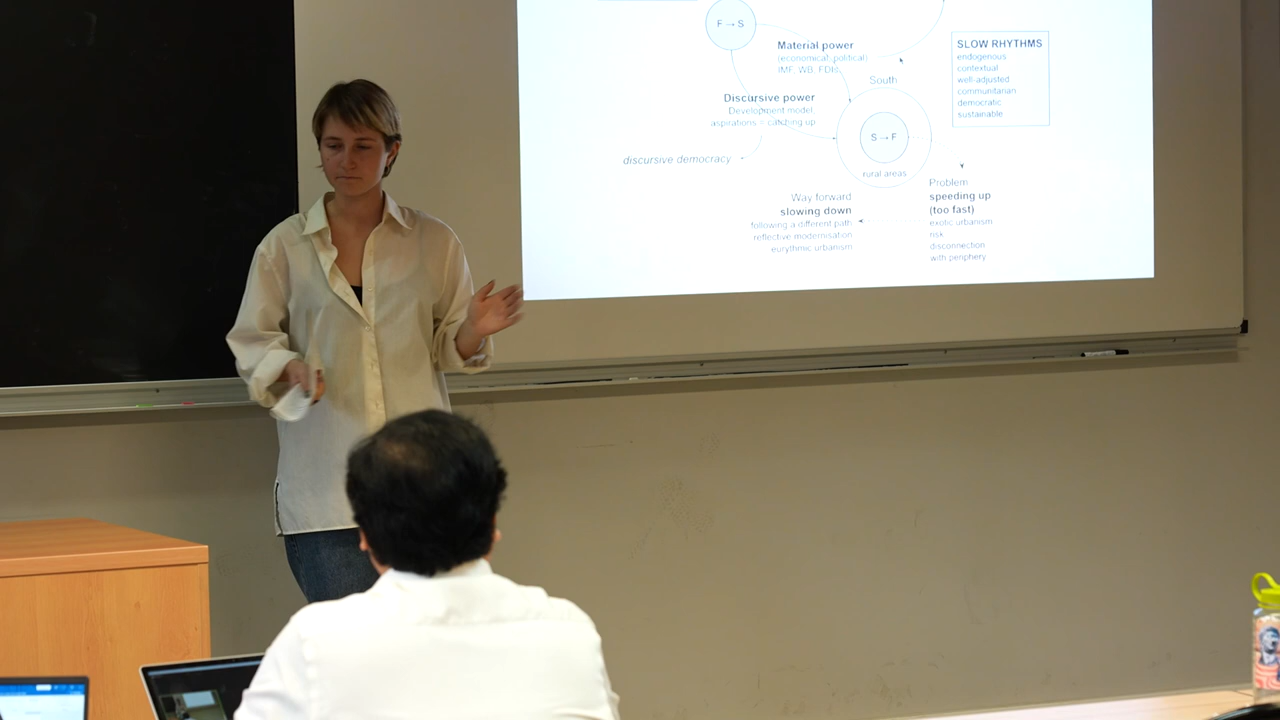 F → S
Material power
(economical, political)
IMF, WB, FDIs
South
SLOW RHYTHMS
endogenous
contextual
well-adjusted
communitarian
democratic
sustainable
Discursive power
Development model,
aspirations = catching up
discursive democracy
S → F
rural areas
Way forward
slowing down
following a different path
reflective modernisation
eurythmic urbanism
Problem
speeding up
(too fast)
exotic urbanism
risk
disconnection
with periphery